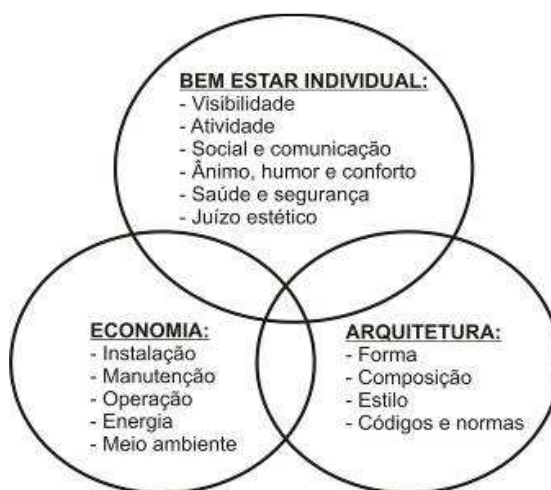 BEM ESTAR INDIVIDUAL:
- Visibilidade
- Atividade
- Social e comunicação
- Ânimo, humor e conforto
- Saúde e segurança
- Juízo estético
ECONOMIA:
- Instalação
- Manutenção
- Operação
- Energia
- Meio ambiente
ARQUITETURA:
- Forma
- Composição
- Estilo
- Códigos e normas